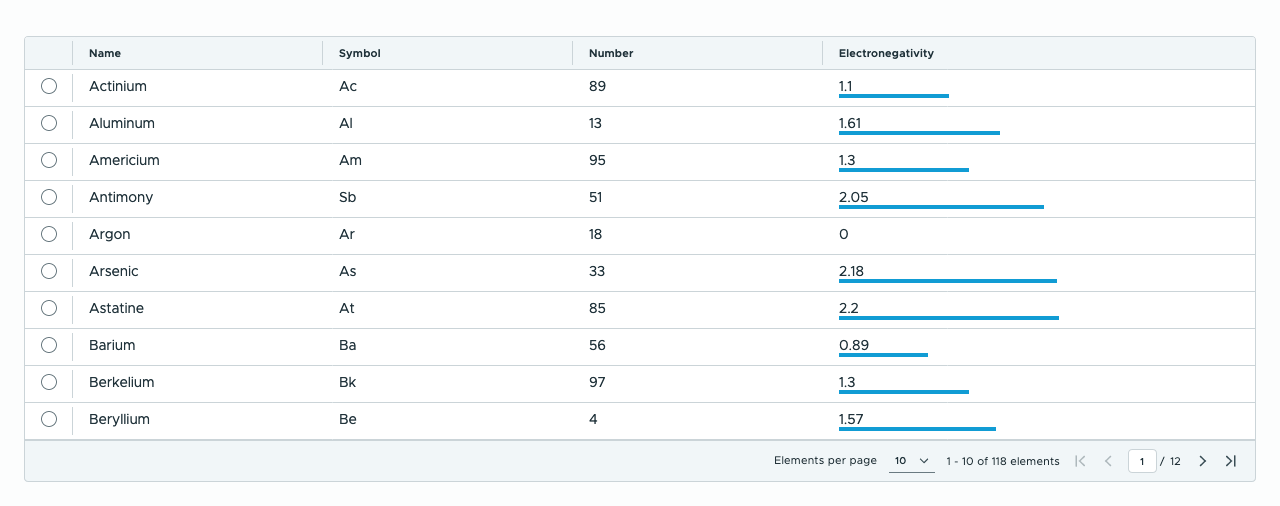 Name Symbol Number Electronegativity
Actinium Ac 89 1.1
Aluminum Al 13 1.61
Americium Am 95 1.3
Antimony Sb 51 2.05
Argon Ar 18 0
Arsenic As 33 2.18
Astatine At 85 2.2
Barium Ba 56 0.89
Berkelium Bk 97 1.3
Beryllium Be 4 1.57
Elements per page 10 1 - 10 of 118 elements 1 / 12